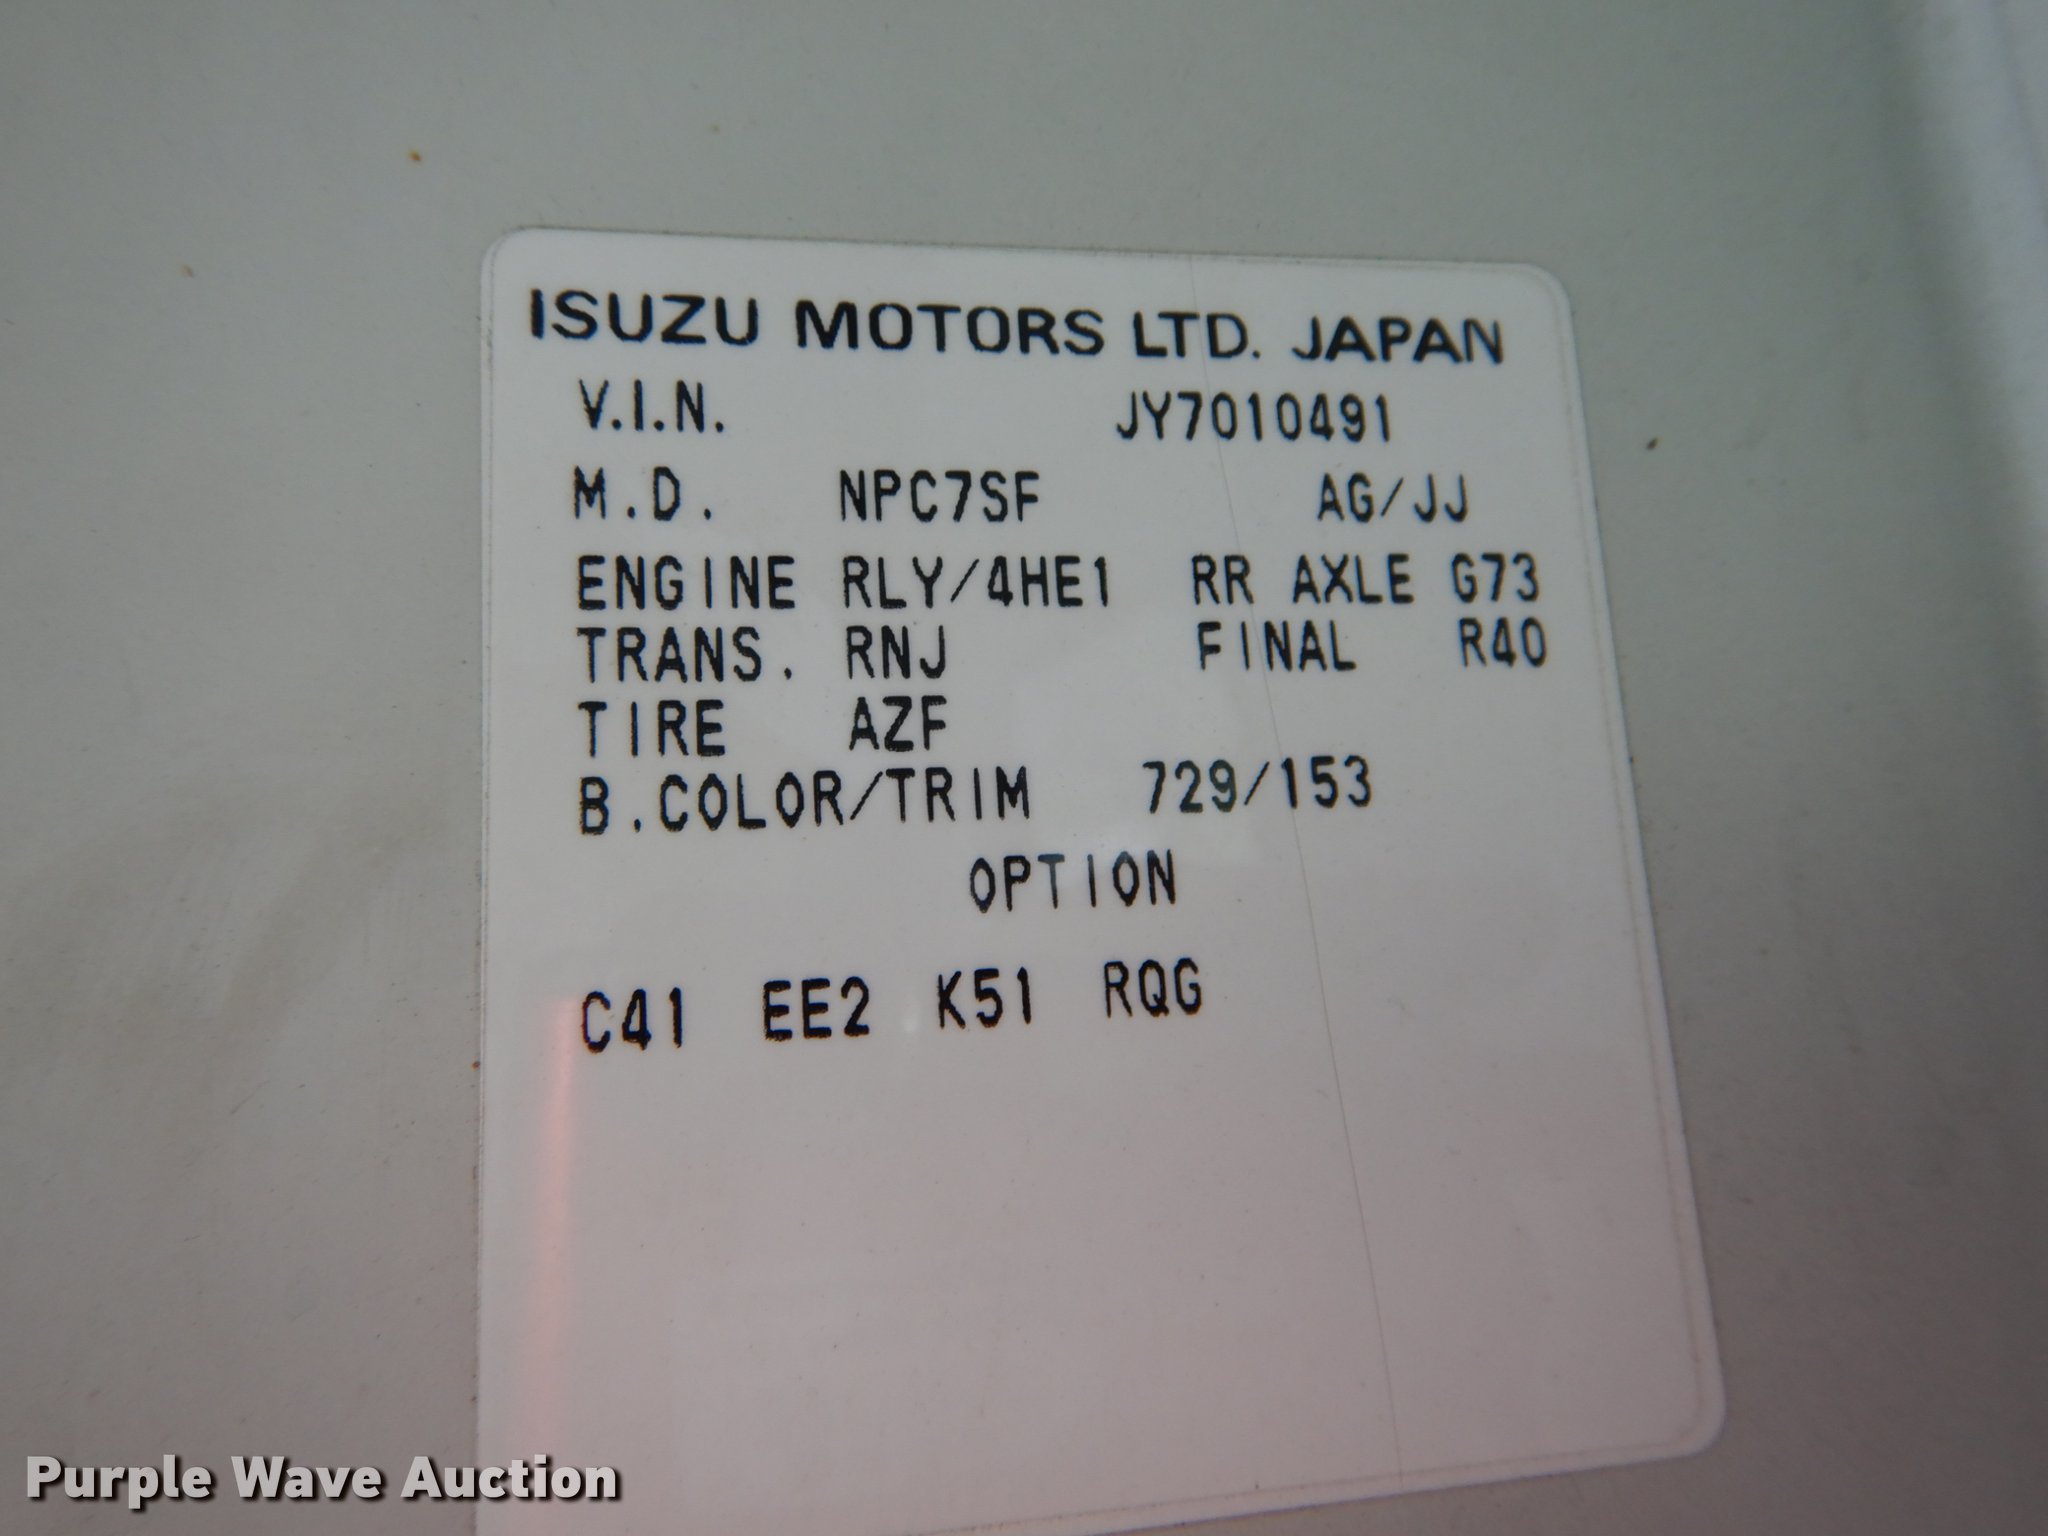 ISUZU MOTORS LTD. JAPAN
V.I.N. JY7010491
M.D. NPC7SF AG/JJ
ENGINE RLY/4HE1 RR AXLE G73
TRANS. RNJ FINAL R40
TIRE AZF
B.COLOR/TRIM 729/153
OPTION
C41 EE2 K51 RQG
Purple Wave Auction